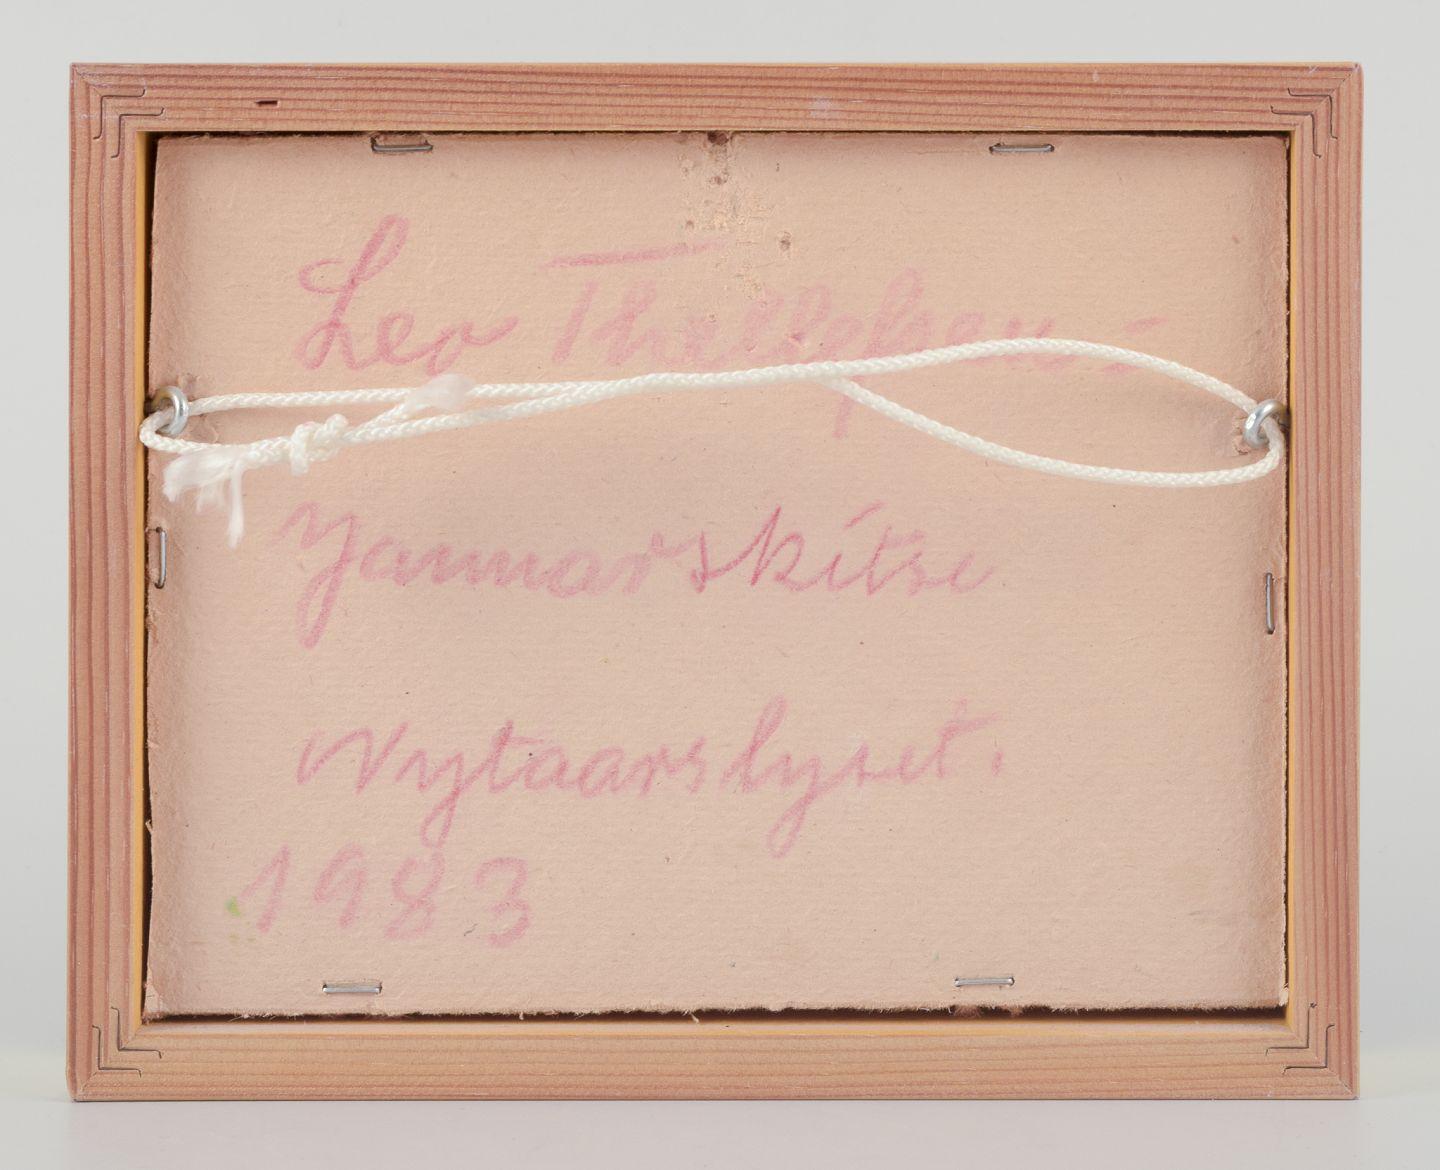 Leo Thellefsen =
Januarskitse
Nytaarslyset.
1983